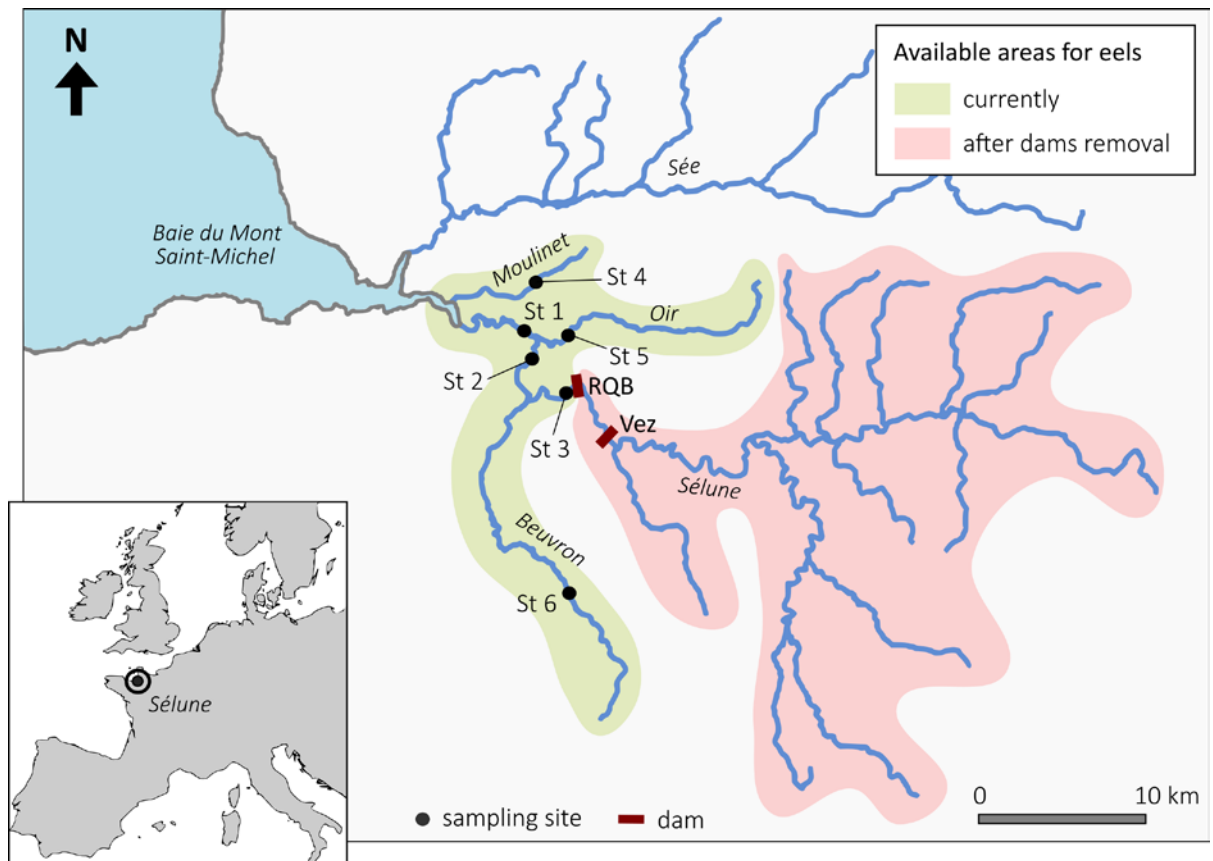 N
Available areas for eels
currently
after dams removal
Sée
Baie du Mont
Saint-Michel
Moulinet
St 4
St 1
Oir
St 5
St 2
RQB
St 3
Vez
Sélune
Beuvron
St 6
Sélune
0
10 km
sampling site
dam